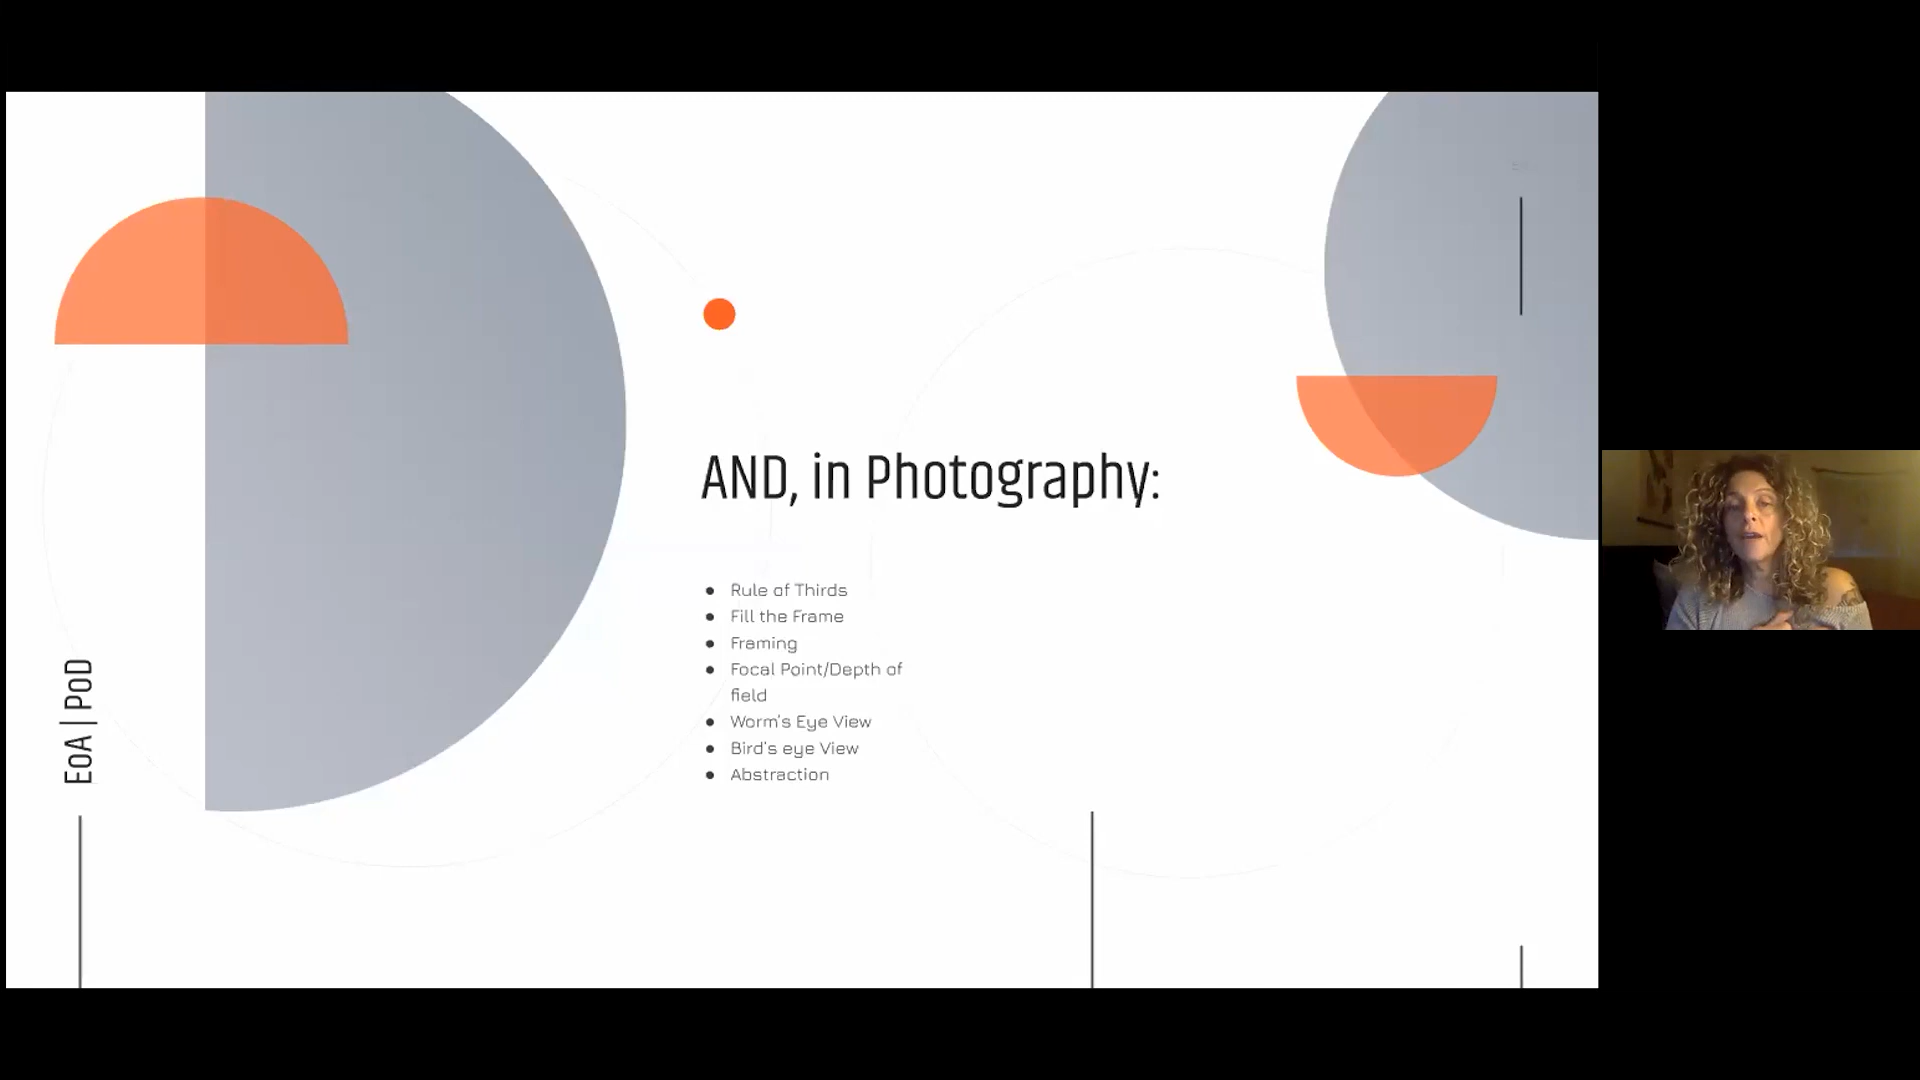 AND, in Photography:
● Rule of Thirds
● Fill the Frame
● Framing
● Focal Point/Depth of
field
● Worm's Eye View
● Bird's eye View
● Abstraction
EoA | PoD